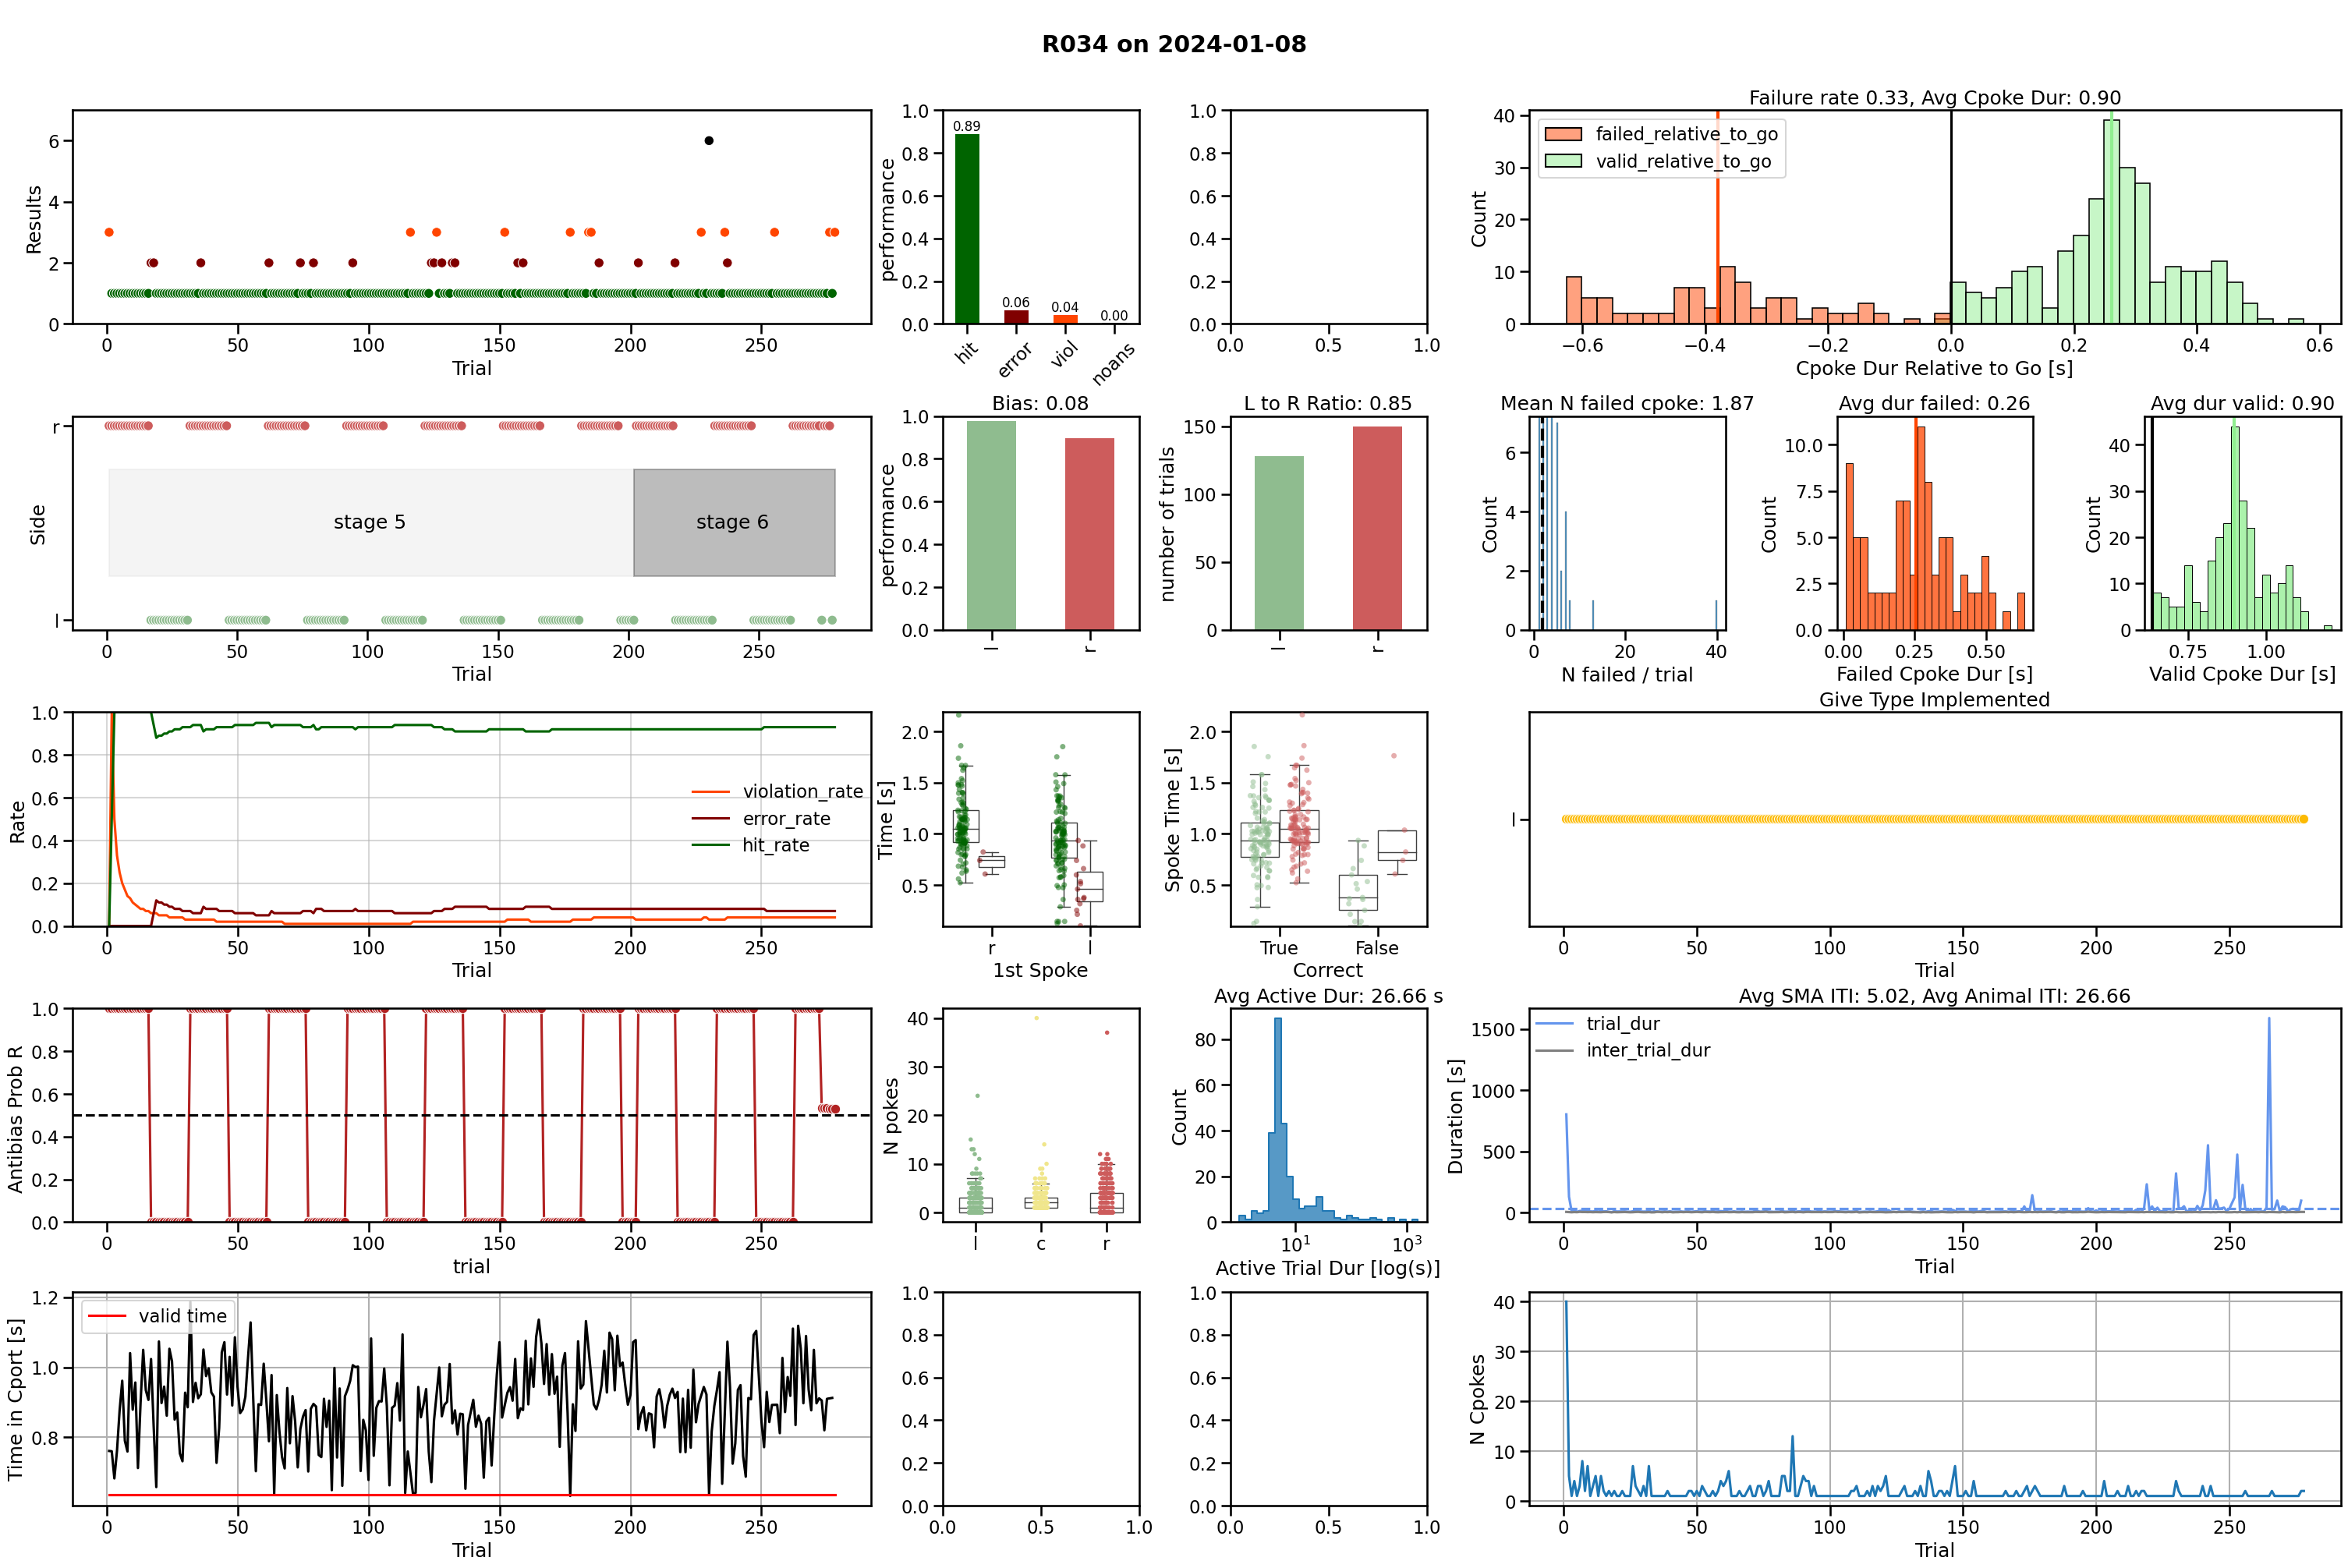 R034 on 2024-01-08
Results
6
4
2
0
0 50 100 150 200 250
Trial
performance
1.0
0.8
0.6
0.4
0.2
0.0
0.89
0.06
0.04
0.00
hit error viol noans
1.0
0.8
0.6
0.4
0.2
0.0
0.0 0.5 1.0
Failure rate 0.33, Avg Cpoke Dur: 0.90
failed_relative_to_go
valid_relative_to_go
Count
40
30
20
10
0
−0.6 −0.4 −0.2 0.0 0.2 0.4 0.6
Cpoke Dur Relative to Go [s]
Side
r
l
stage 5
stage 6
0 50 100 150 200 250
Trial
Bias: 0.08
performance
1.0
0.8
0.6
0.4
0.2
0.0
l r
L to R Ratio: 0.85
number of trials
150
100
50
0
l r
Mean N failed cpoke: 1.87
Count
6
4
2
0
0 20 40
N failed / trial
Avg dur failed: 0.26
Count
10.0
7.5
5.0
2.5
0.0
0.00 0.25 0.50
Failed Cpoke Dur [s]
Avg dur valid: 0.90
Count
40
30
20
10
0
0.75 1.00
Valid Cpoke Dur [s]
Rate
1.0
0.8
0.6
0.4
0.2
0.0
violation_rate
error_rate
hit_rate
0 50 100 150 200 250
Trial
Time [s]
2.0
1.5
1.0
0.5
r l
1st Spoke
Spoke Time [s]
2.0
1.5
1.0
0.5
True False
Correct
Give Type Implemented
l
0 50 100 150 200 250
Trial
Antibias Prob R
1.0
0.8
0.6
0.4
0.2
0.0
0 50 100 150 200 250
trial
N pokes
40
30
20
10
0
l c r
Avg Active Dur: 26.66 s
Count
80
60
40
20
0
10¹ 10³
Active Trial Dur [log(s)]
Avg SMA ITI: 5.02, Avg Animal ITI: 26.66
trial_dur
inter_trial_dur
Duration [s]
1500
1000
500
0
0 50 100 150 200 250
Trial
Time in Cport [s]
1.2
1.0
0.8
valid time
0 50 100 150 200 250
Trial
1.0
0.8
0.6
0.4
0.2
0.0
0.0 0.5 1.0
1.0
0.8
0.6
0.4
0.2
0.0
0.0 0.5 1.0
N Cpokes
40
30
20
10
0
0 50 100 150 200 250
Trial